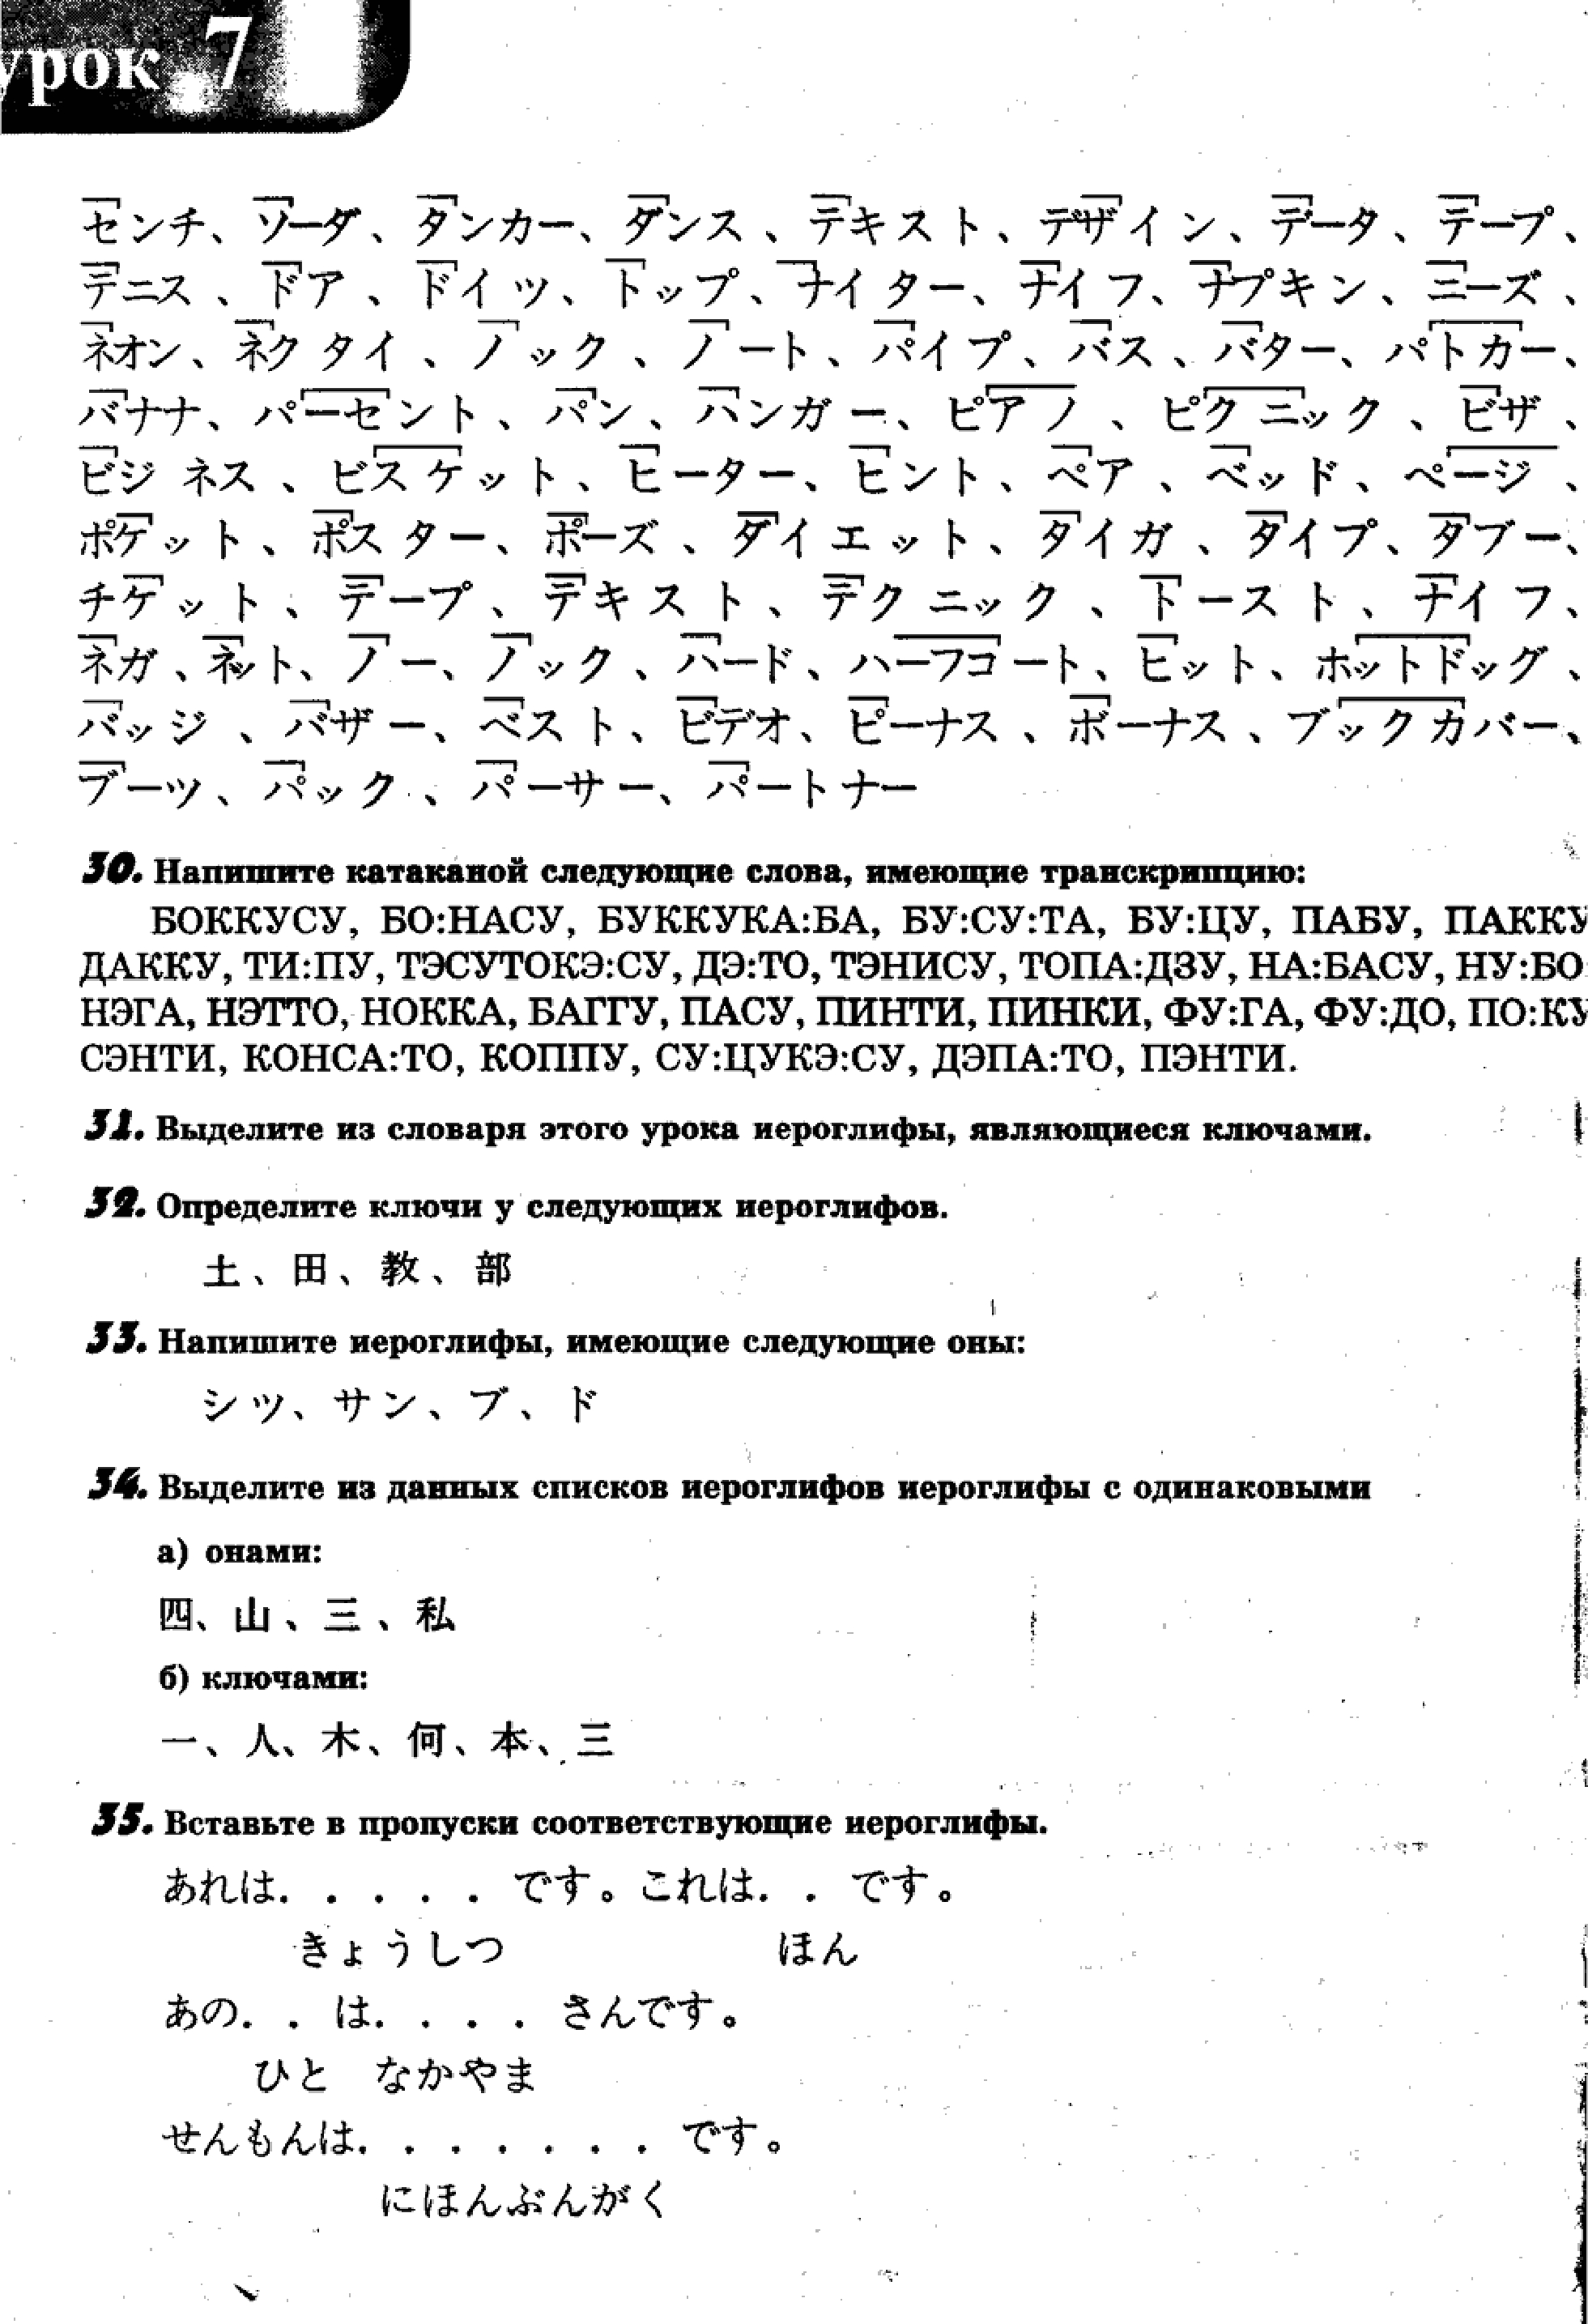 урок 7
センチ、ソーダ、タンカー、ダンス、テキスト、デザイン、データ、テープ、
テニス、ドア、ドイツ、トップ、ナイター、ナイフ、ナプキン、ニーズ、
ネオン、ネクタイ、ノック、ノート、パイプ、バス、バター、パトカー、
バナナ、パーセント、パン、ハンガー、ピアノ、ピクニック、ビザ、
ビジネス、ビスケット、ヒーター、ヒント、ペア、ベッド、ページ、
ポケット、ポスター、ポーズ、ダイエット、タイガ、タイプ、タブー、
チケット、テープ、テキスト、テクニック、トースト、ナイフ、
ネガ、ネット、ノー、ノック、ハード、ハーフコート、ヒット、ホットドッグ、
バッジ、バザー、ベスト、ビデオ、ビーナス、ボーナス、ブックカバー、
ブーツ、パック、パーサー、パートナー
30. Напишите катаканой следующие слова, имеющие транскрипцию:
БОККУСУ, БО:НАСУ, БУККУКА:БА, БУ:СУ:ТА, БУ:ЦУ, ПАБУ, ПАККУ
ДАККУ, ТИ:ПУ, ТЭСУТОКЭ:СУ, ДЭ:ТО, ТЭНИСУ, ТОПА:ДЗУ, НА:БАСУ, НУ:БО
НЭГА, НЭТТО, НОККА, БАГГУ, ПАСУ, ПИНТИ, ПИНКИ, ФУ:ГА, ФУ:ДО, ПО:КУ
СЭНТИ, КОНСА:ТО, КОППУ, СУ:ЦУКЭ:СУ, ДЭПА:ТО, ПЭНТИ.
31. Выделите из словаря этого урока иероглифы, являющиеся ключами.
32. Определите ключи у следующих иероглифов.
土、田、教、部
33. Напишите иероглифы, имеющие следующие оны:
シツ、サン、ブ、ド
34. Выделите из данных списков иероглифов иероглифы с одинаковыми
а) онами:
四、山、三、私
б) ключами:
一、人、木、何、本、三
35. Вставьте в пропуски соответствующие иероглифы.
あれは. . . . . です。これは. . です。
きょうしつ ほん
あの. . は. . . . さんです。
ひと なかやま
せんもんは. . . . . . . です。
にほんぶんがく